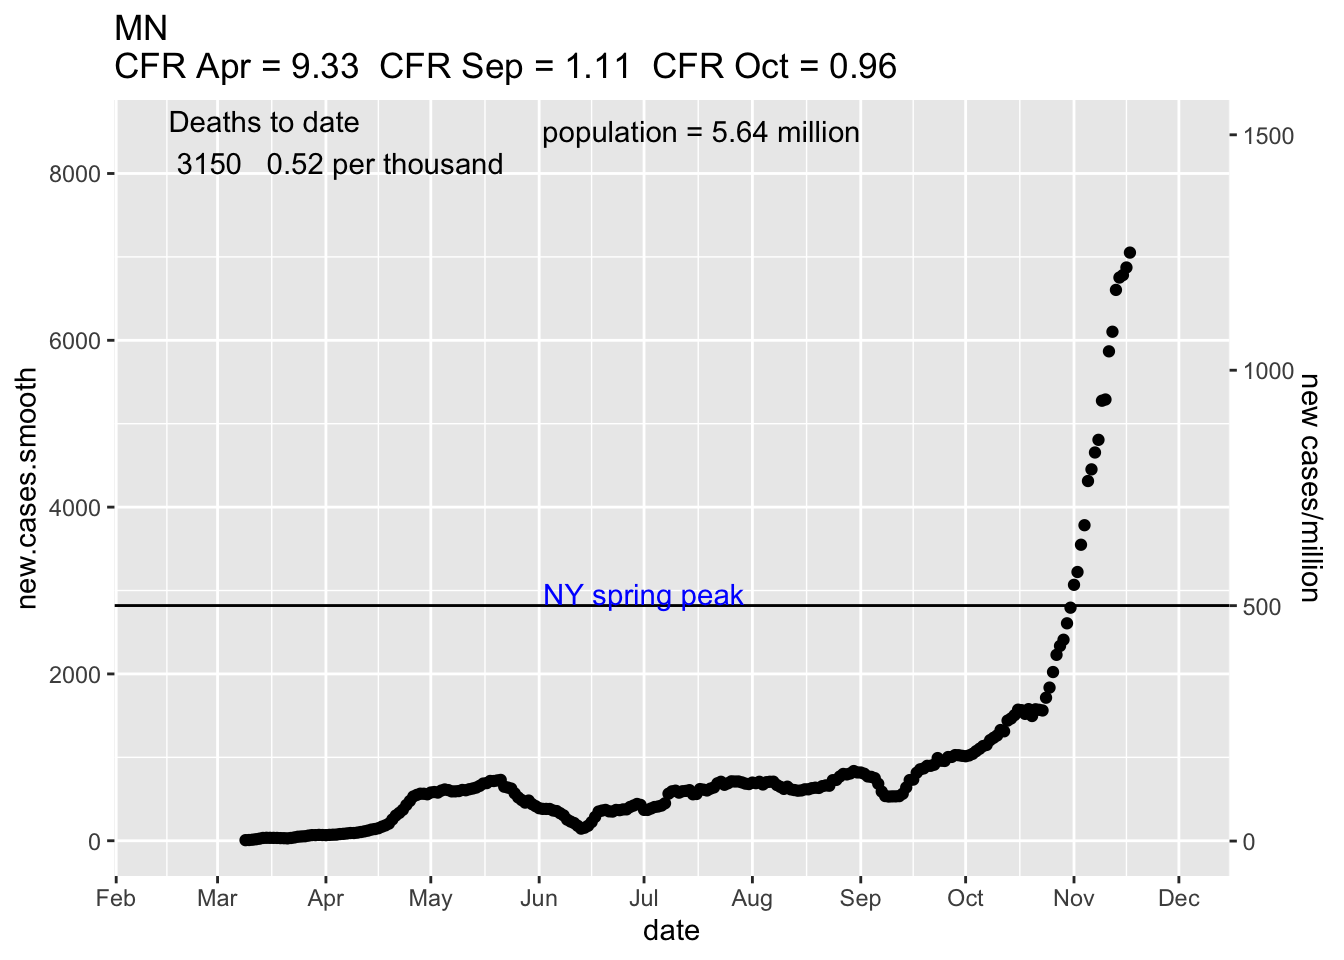 MN
CFR Apr = 9.33  CFR Sep = 1.11  CFR Oct = 0.96
Deaths to date
3150   0.52 per thousand
population = 5.64 million
NY spring peak
new.cases.smooth
8000
6000
4000
2000
0
1500
1000
500
0
new cases/million
Feb Mar Apr May Jun Jul Aug Sep Oct Nov Dec
date